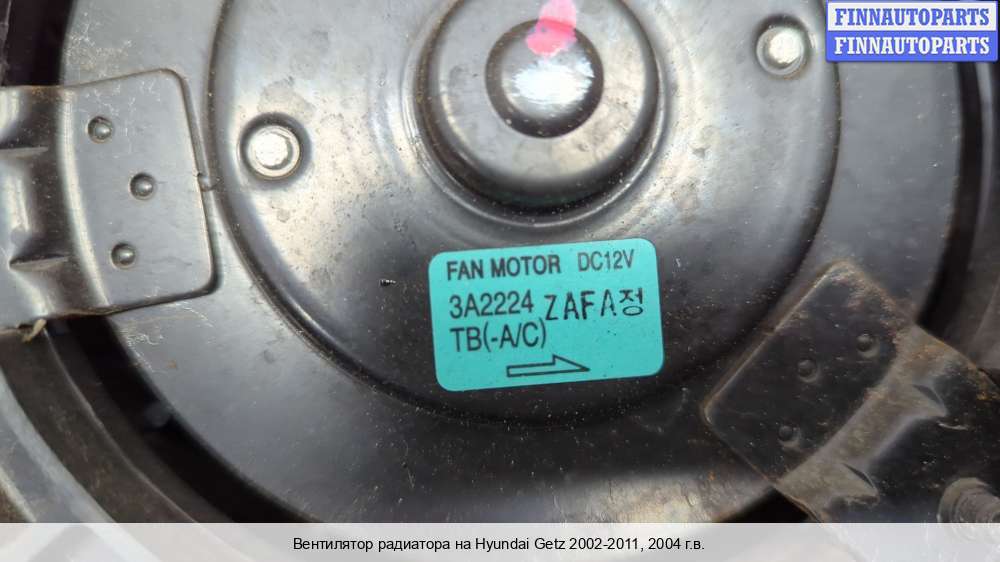 FINNAUTOPARTS
FINNAUTOPARTS
FAN MOTOR DC12V
3A2224 ZAFA정
TB(-A/C)
Вентилятор радиатора на Hyundai Getz 2002-2011, 2004 г.в.